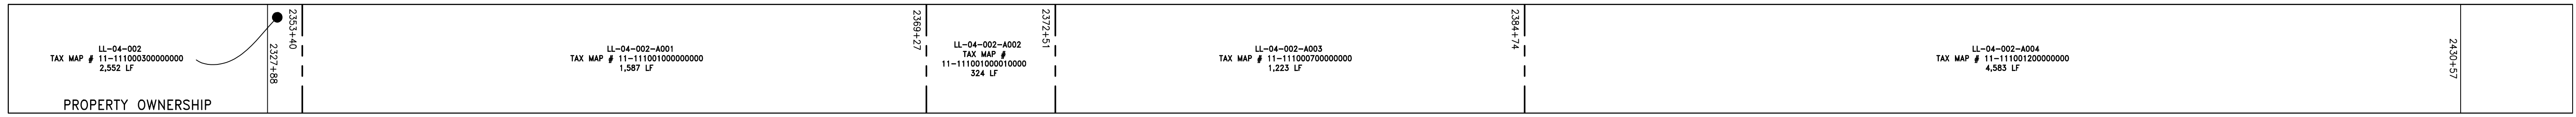 LL-04-002
TAX MAP # 11-111000300000000
2,552 LF
PROPERTY OWNERSHIP
2327+88
2353+40
LL-04-002-A001
TAX MAP # 11-111001000000000
1,587 LF
2369+27
LL-04-002-A002
TAX MAP #
11-111001000010000
324 LF
2372+51
LL-04-002-A003
TAX MAP # 11-111000700000000
1,223 LF
2384+74
LL-04-002-A004
TAX MAP # 11-111001200000000
4,583 LF
2430+57